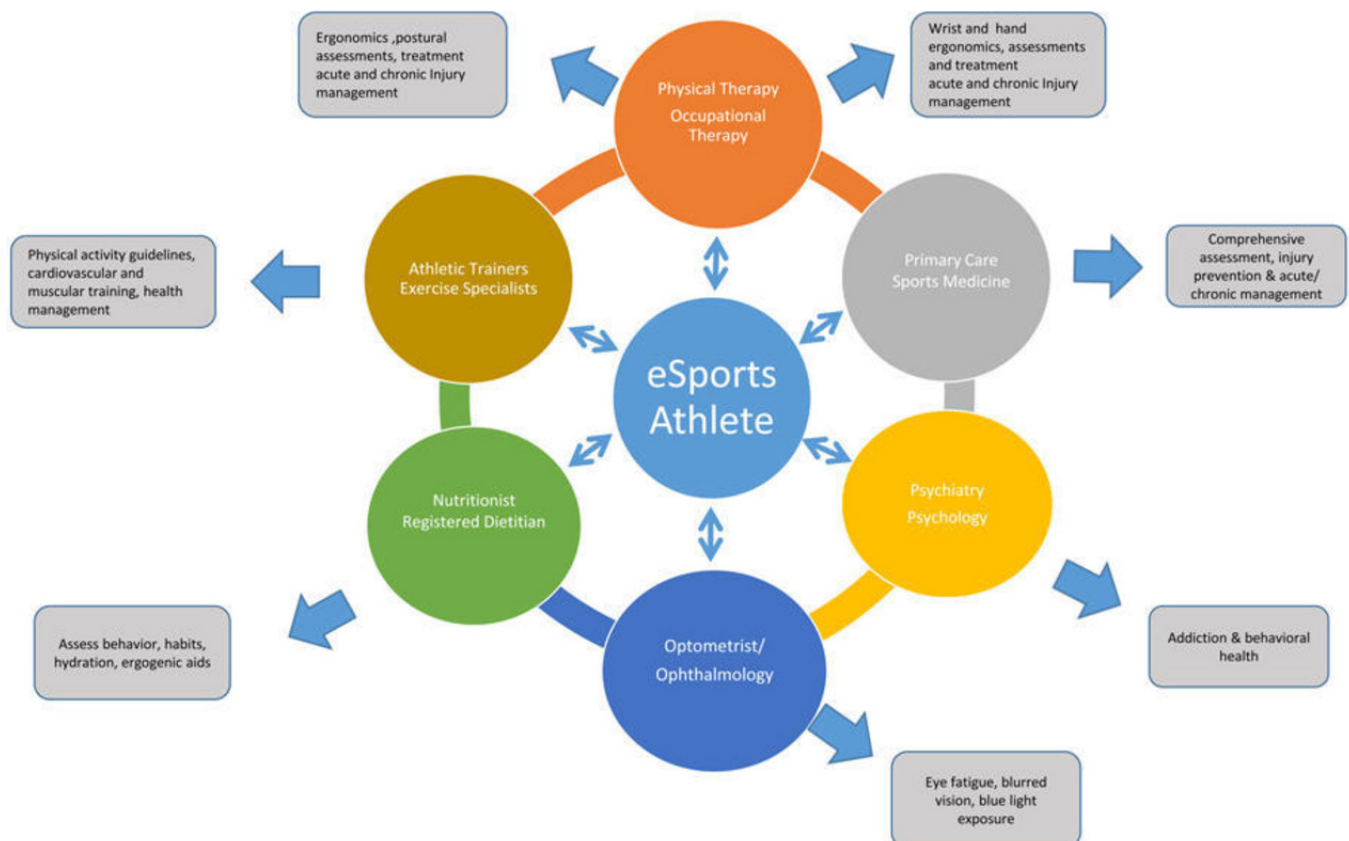 Ergonomics ,postural
assessments, treatment
acute and chronic Injury
management
Wrist and  hand
ergonomics, assessments
and treatment
acute and chronic Injury
management
Physical Therapy
Occupational
Therapy
Physical activity guidelines,
cardiovascular and
muscular training, health
management
Athletic Trainers
Exercise Specialists
Primary Care
Sports Medicine
Comprehensive
assessment, injury
prevention & acute/
chronic management
eSports
Athlete
Nutritionist
Registered Dietitian
Psychiatry
Psychology
Assess behavior, habits,
hydration, ergogenic aids
Optometrist/
Ophthalmology
Addiction & behavioral
health
Eye fatigue, blurred
vision, blue light
exposure